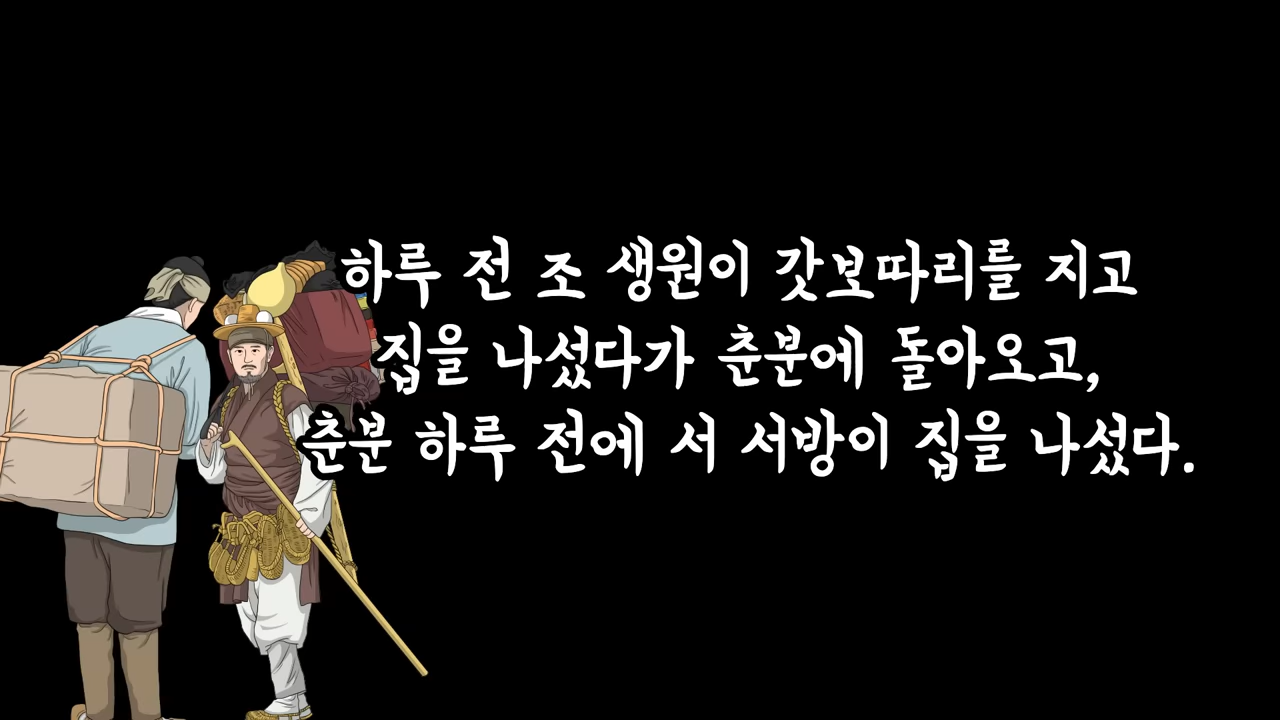 하루 전 조 생원이 갓보따리를 지고
집을 나섰다가 춘분에 돌아오고,
춘분 하루 전에 서 서방이 집을 나섰다.